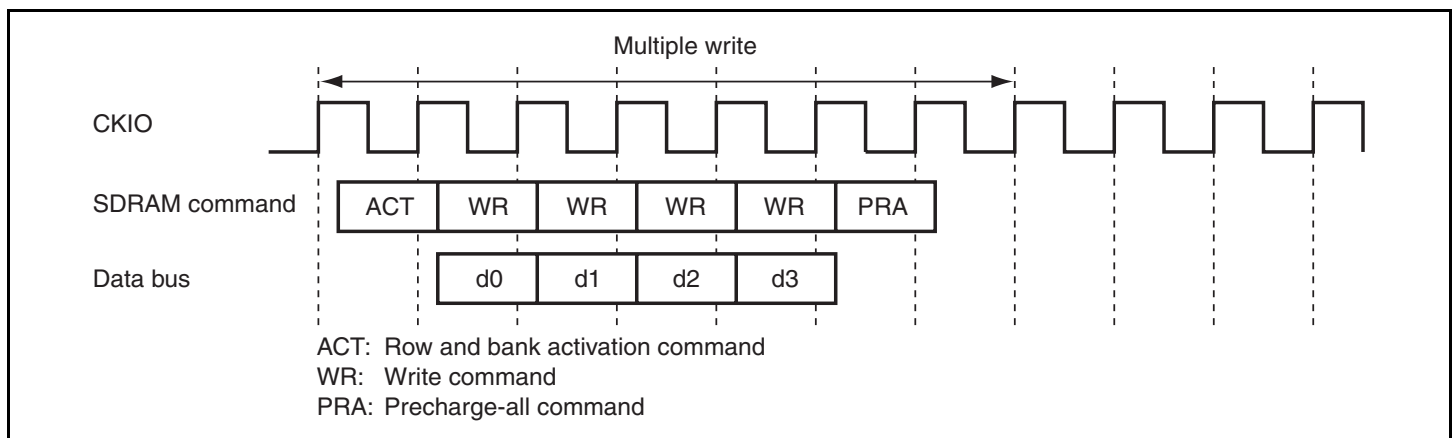 Multiple write
CKIO
SDRAM command ACT WR WR WR WR PRA
Data bus d0 d1 d2 d3
ACT: Row and bank activation command
WR: Write command
PRA: Precharge-all command